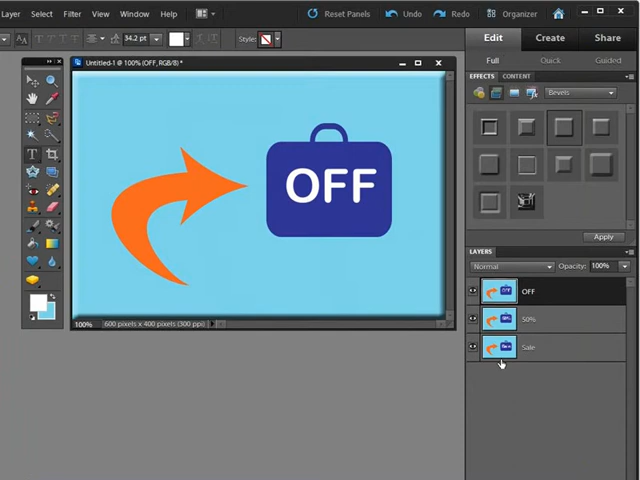 Layer Select Filter View Window Help Reset Panels Undo Redo Organizer
34.2 pt Style: Edit Create Share
Untitled-1 @ 100% (OFF, RGB/8) * Full Quick Guided
EFFECTS CONTENT
Bevels
OFF
Apply
LAYERS
Normal Opacity: 100%
OFF
50%
100% 600 pixels x 400 pixels (300 ppi)
Sale